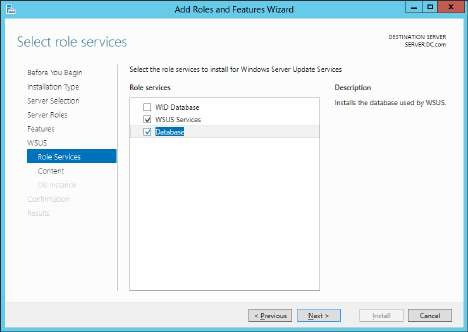 Add Roles and Features Wizard
Select role services
DESTINATION SERVER
SERVER.DC.com
Before You Begin
Installation Type
Server Selection
Server Roles
Features
WSUS
Role Services
Content
DB Instance
Confirmation
Results
Select the role services to install for Windows Server Update Services
Role services
WID Database
WSUS Services
Database
Description
Installs the database used by WSUS.
< Previous
Next >
Install
Cancel